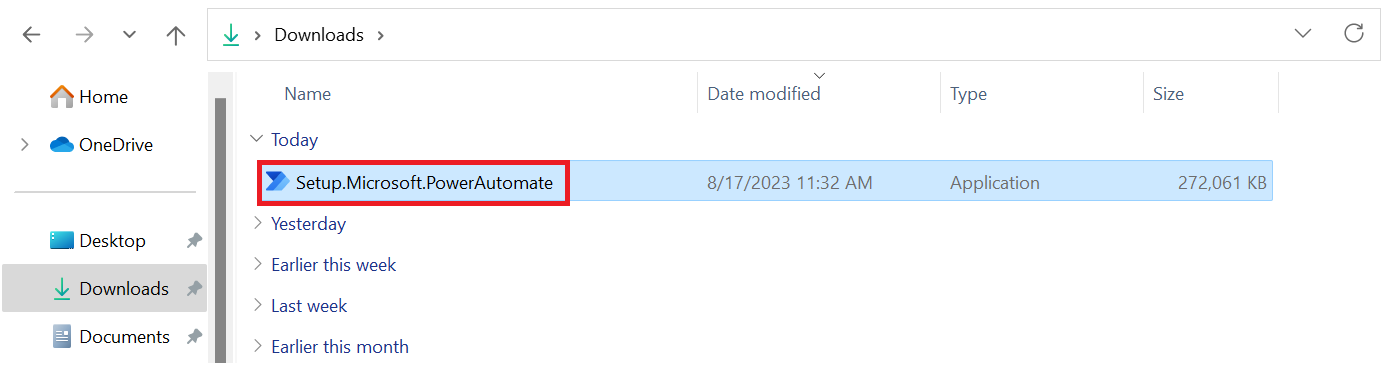 Downloads
Home
OneDrive
Desktop
Downloads
Documents
Name Date modified Type Size
Today
Setup.Microsoft.PowerAutomate 8/17/2023 11:32 AM Application 272,061 KB
Yesterday
Earlier this week
Last week
Earlier this month